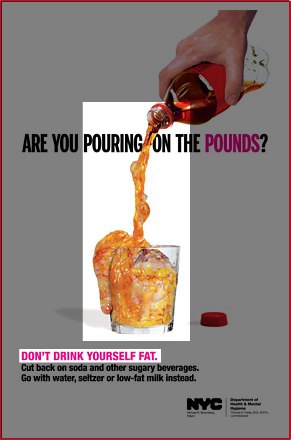 ARE YOU POURING ON THE POUNDS?
DON'T DRINK YOURSELF FAT.
Cut back on soda and other sugary beverages.
Go with water, seltzer or low-fat milk instead.
NYC
Department of
Health & Mental
Hygiene